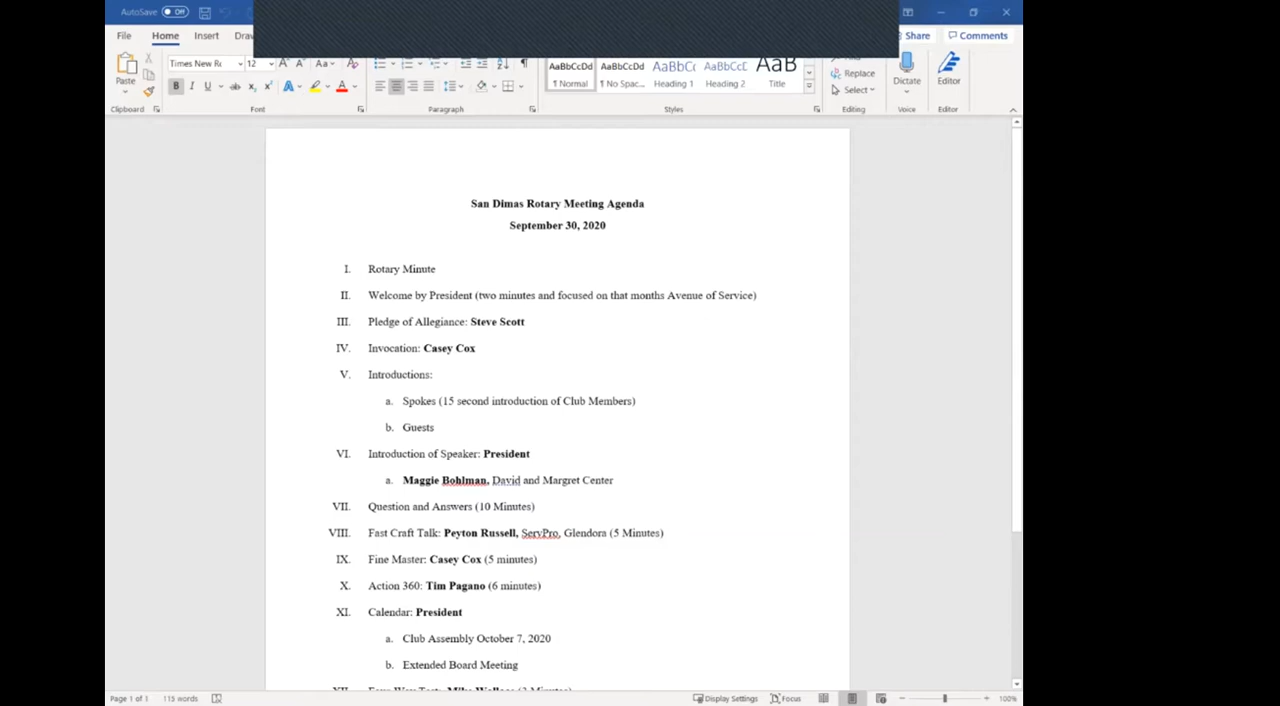 AutoSave Off
File Home Insert
Share Comments
Paste
Times New Ro 12 Aa
AaBbCcDd AaBbCcDd AaBbCc AaBbCcE AaB
¶ Normal ¶ No Spac... Heading 1 Heading 2 Title
Replace
Select
Dictate
Editor
Clipboard Font Paragraph Styles Editing Voice Editor
San Dimas Rotary Meeting Agenda
September 30, 2020
I. Rotary Minute
II. Welcome by President (two minutes and focused on that months Avenue of Service)
III. Pledge of Allegiance: Steve Scott
IV. Invocation: Casey Cox
V. Introductions:
a. Spokes (15 second introduction of Club Members)
b. Guests
VI. Introduction of Speaker: President
a. Maggie Bohlman, David and Margret Center
VII. Question and Answers (10 Minutes)
VIII. Fast Craft Talk: Peyton Russell, ServPro, Glendora (5 Minutes)
IX. Fine Master: Casey Cox (5 minutes)
X. Action 360: Tim Pagano (6 minutes)
XI. Calendar: President
a. Club Assembly October 7, 2020
b. Extended Board Meeting
Page 1 of 1 113 words Display Settings Focus 100%